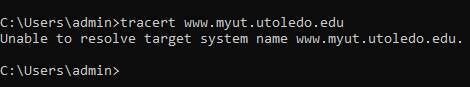 C:\Users\admin>tracert www.myut.utoledo.edu
Unable to resolve target system name www.myut.utoledo.edu.
C:\Users\admin>